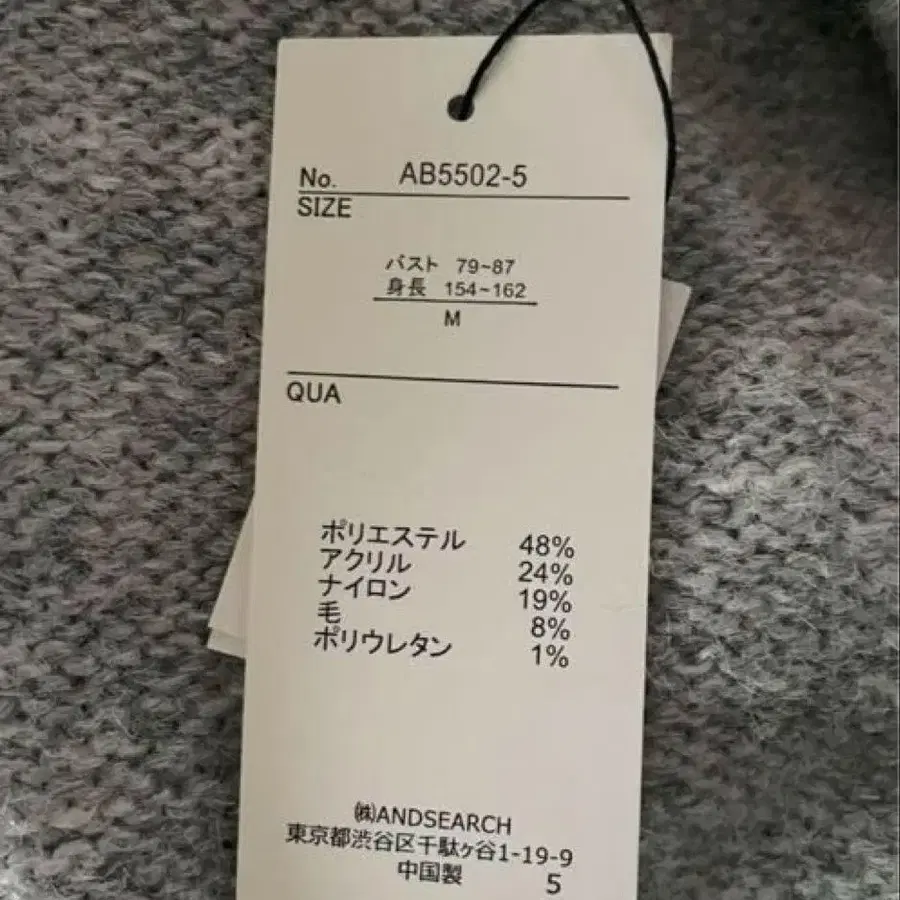 No. AB5502-5
SIZE
バスト 79~87
身長 154~162
M
QUA
ポリエステル 48%
アクリル 24%
ナイロン 19%
毛 8%
ポリウレタン 1%
㈱ANDSEARCH
東京都渋谷区千駄ヶ谷1-19-9
中国製 5